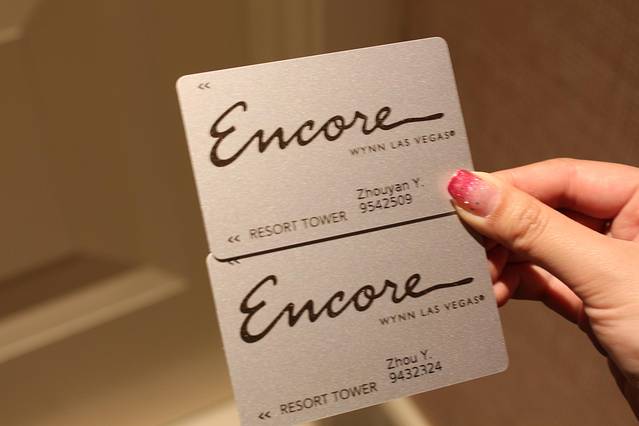 «
Encore
WYNN LAS VEGAS®
Zhouyan Y.
9542509
« RESORT TOWER
«
Encore
WYNN LAS VEGAS®
Zhou Y.
9432324
« RESORT TOWER